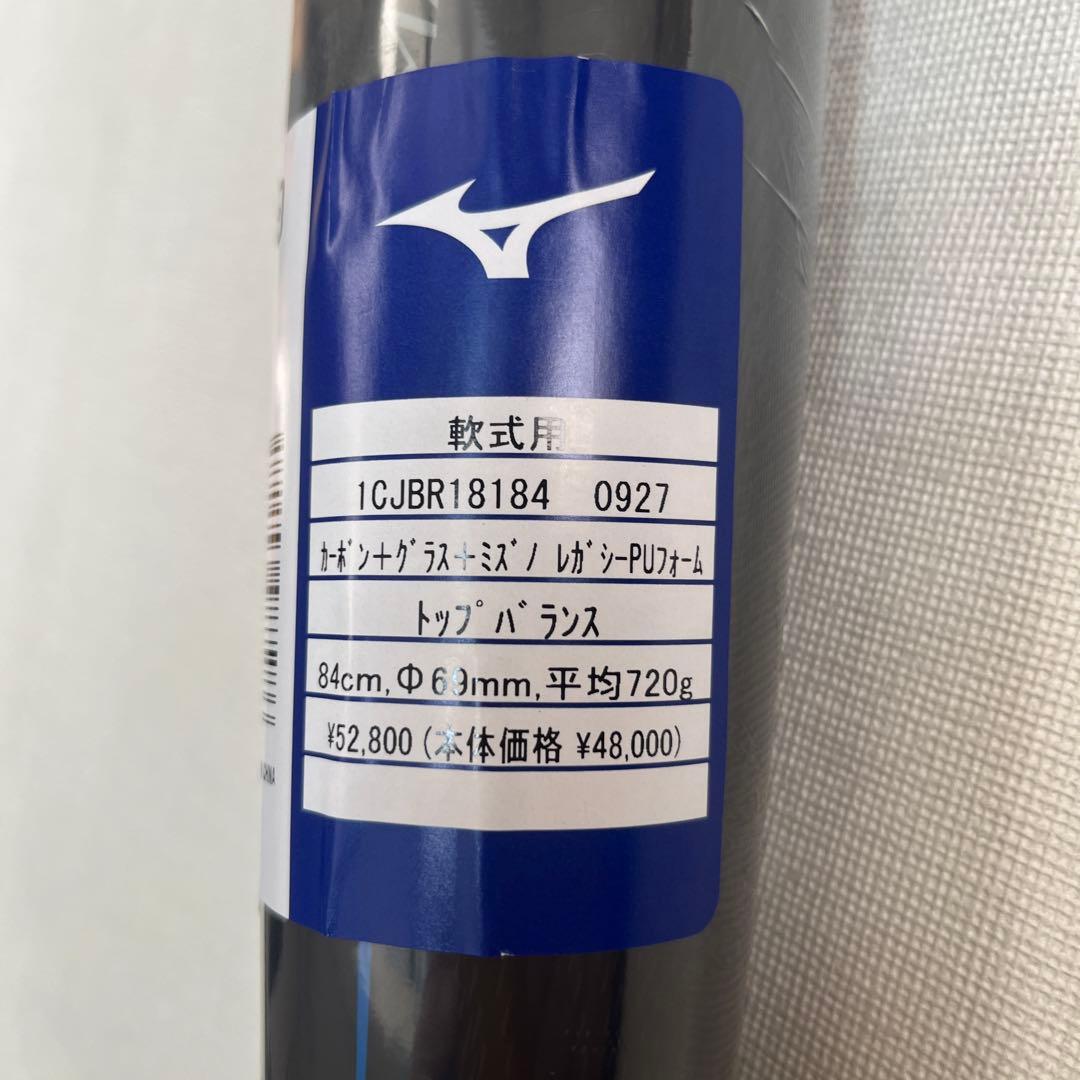 軟式用
1CJBR18184 0927
ｶｰﾎﾞﾝ+ｸﾞﾗｽ+ﾐｽﾞﾉ ﾚｶﾞｼｰPUﾌｫｰﾑ
ﾄｯﾌﾟﾊﾞﾗﾝｽ
84cm,Φ69mm,平均720g
¥52,800(本体価格 ¥48,000)